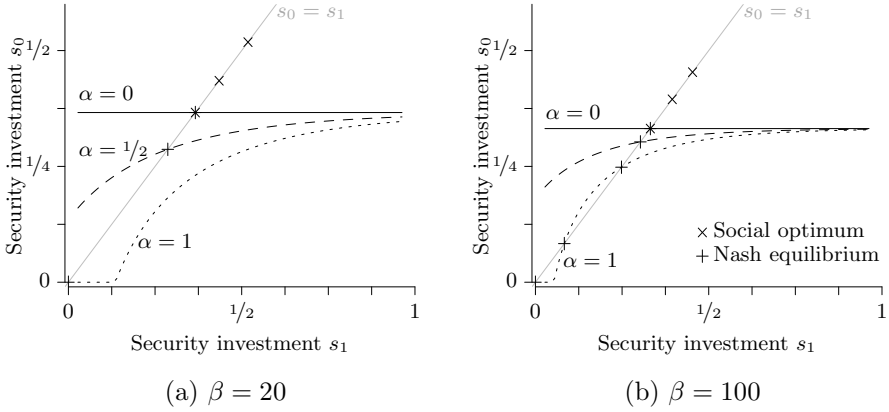 s₀ = s₁
1/2
α = 0
α = 1/2
1/4
α = 1
0
Security investment s₀
0
1/2
1
Security investment s₁
(a) β = 20
s₀ = s₁
1/2
α = 0
1/4
× Social optimum
+ Nash equilibrium
α = 1
0
Security investment s₀
0
1/2
1
Security investment s₁
(b) β = 100